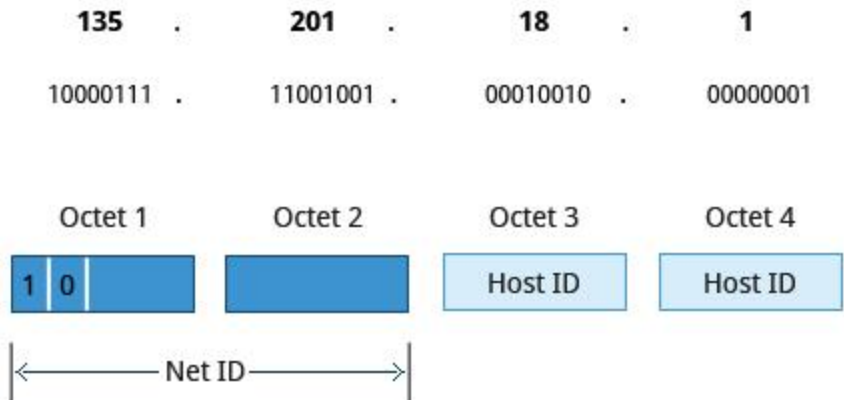 135 . 201 . 18 . 1
10000111 . 11001001 . 00010010 . 00000001
Octet 1 Octet 2 Octet 3 Octet 4
1 0 Host ID Host ID
Net ID